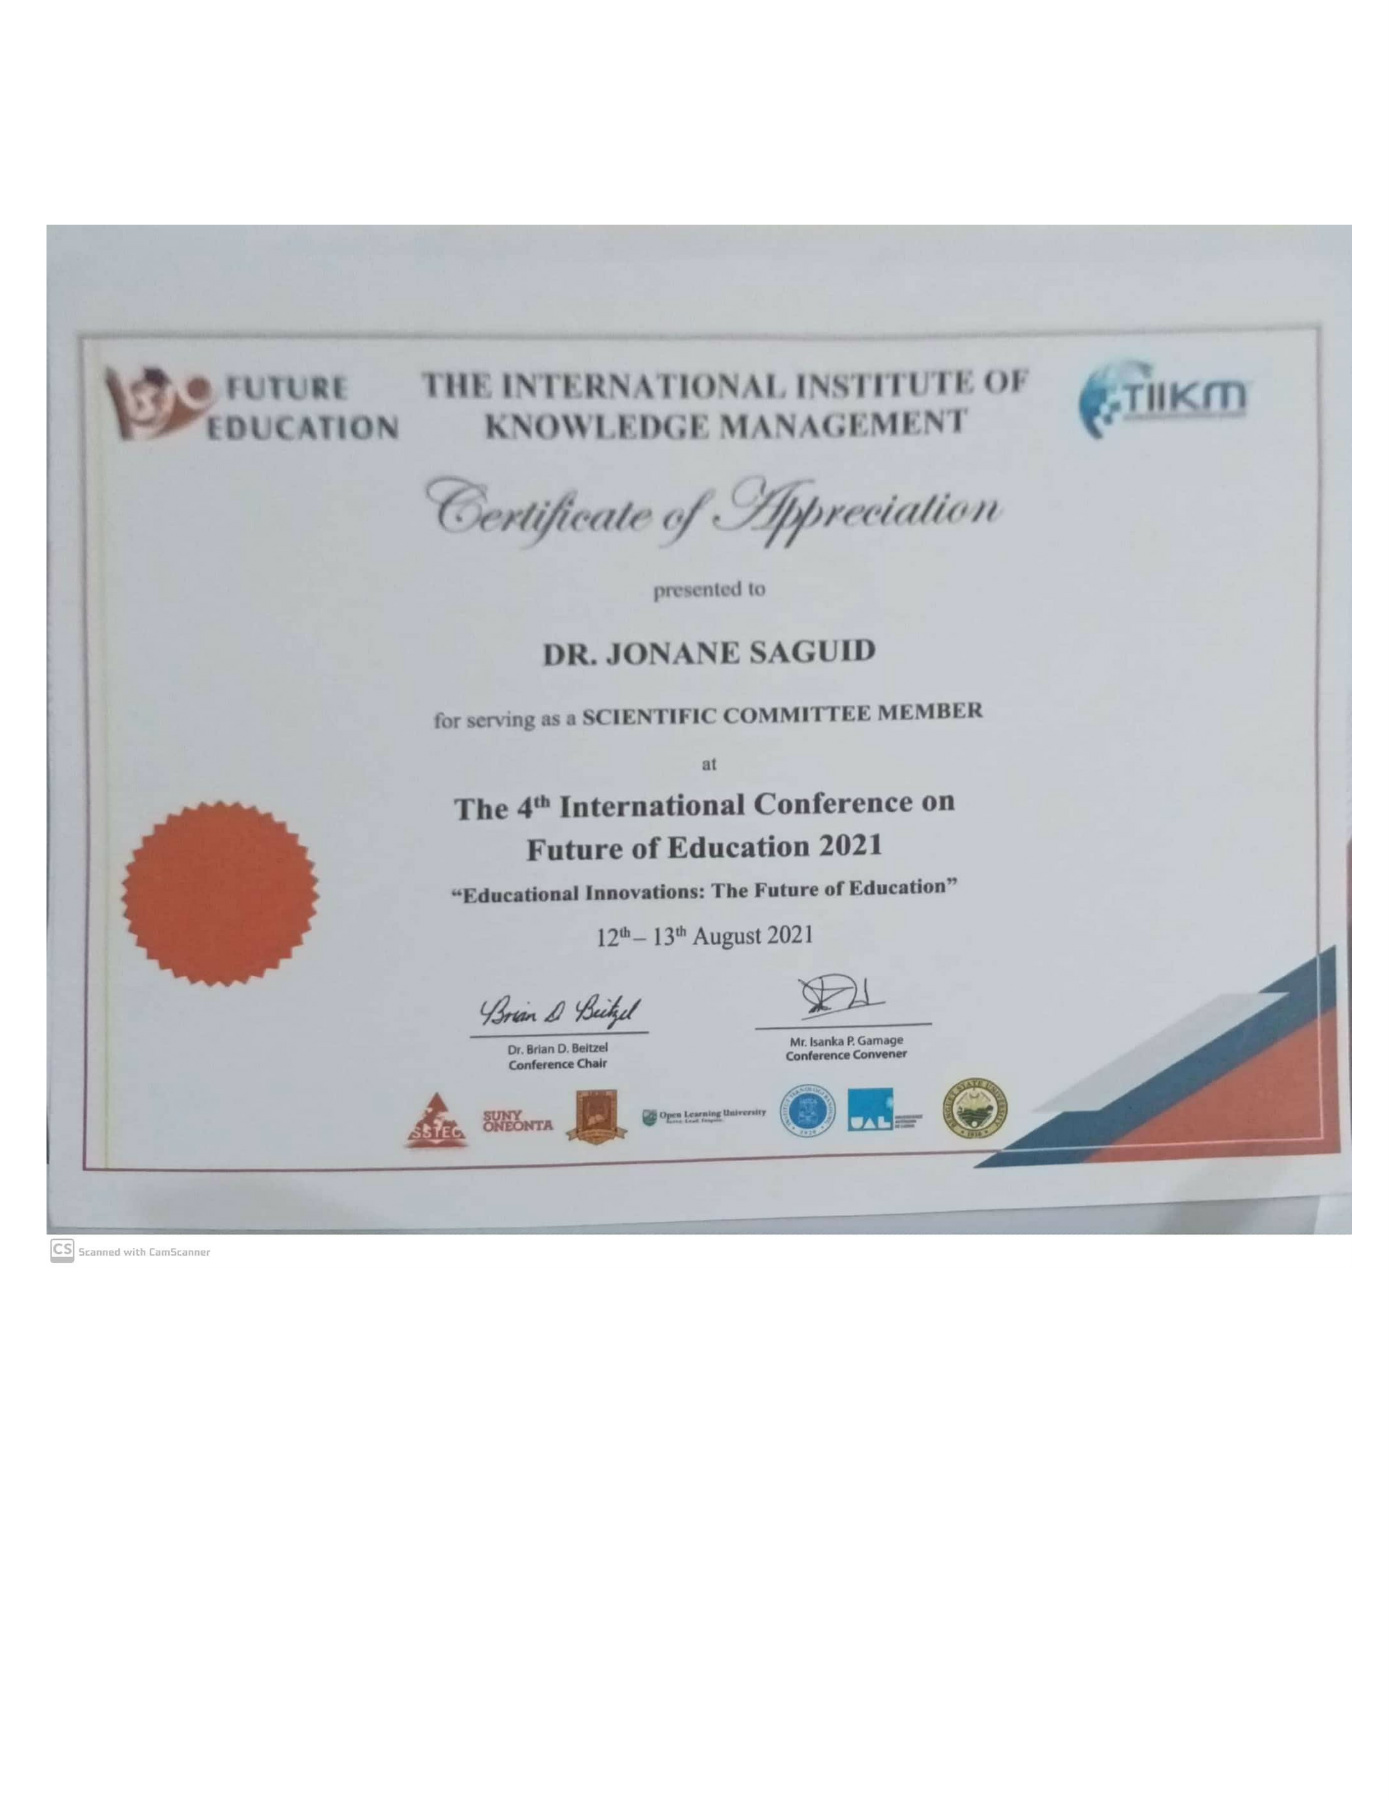 FUTURE
EDUCATION
THE INTERNATIONAL INSTITUTE OF
KNOWLEDGE MANAGEMENT
TIIKM
Certificate of Appreciation
presented to
DR. JONANE SAGUID
for serving as a SCIENTIFIC COMMITTEE MEMBER
at
The 4th International Conference on
Future of Education 2021
“Educational Innovations: The Future of Education”
12th– 13th August 2021
Brian D Beitzel
Dr. Brian D. Beitzel
Conference Chair
Mr. Isanka P. Gamage
Conference Convener
SSTEC
SUNY
ONEONTA
Open Learning University
UAL
CS Scanned with CamScanner